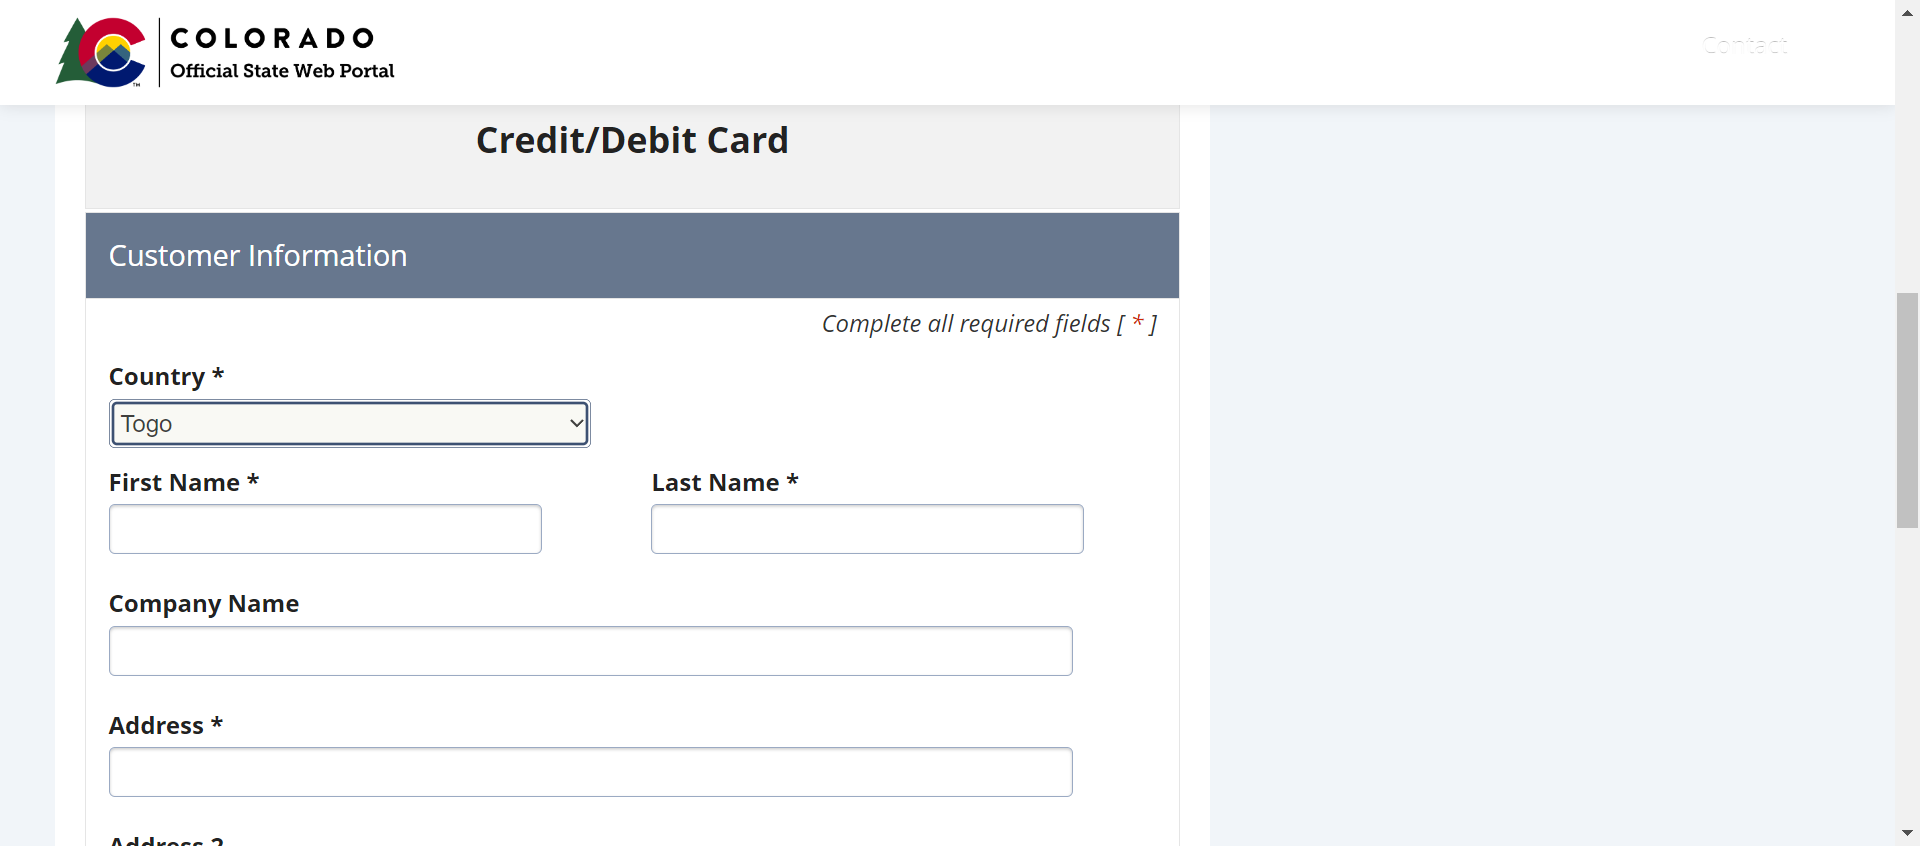 COLORADO
Official State Web Portal
Contact
Credit/Debit Card
Customer Information
Complete all required fields [ * ]
Country *
Togo
First Name *
Last Name *
Company Name
Address *
Address 2